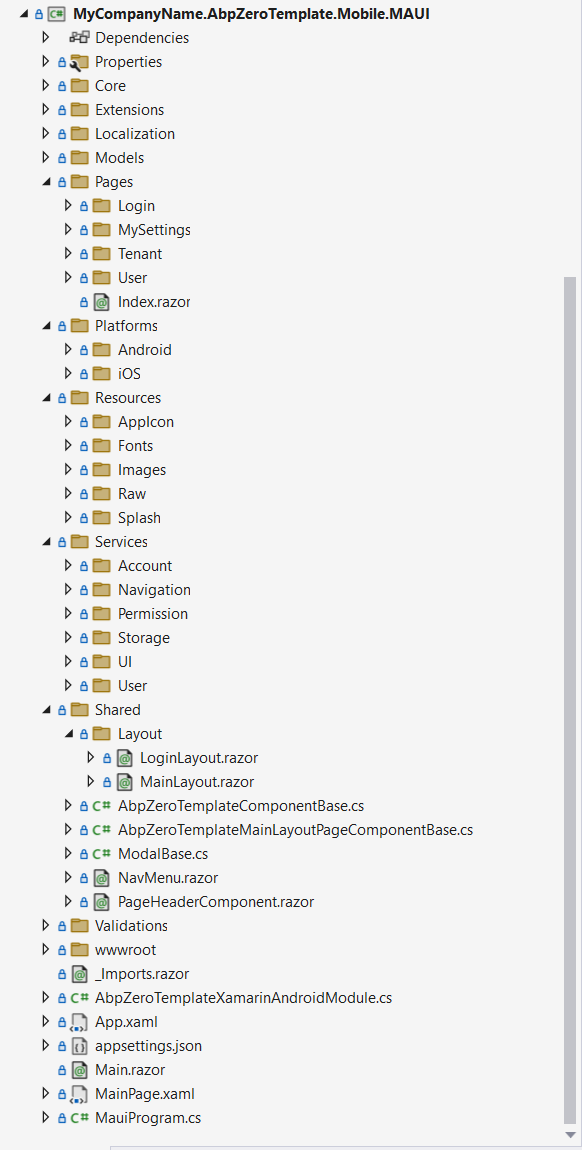 MyCompanyName.AbpZeroTemplate.Mobile.MAUI
Dependencies
Properties
Core
Extensions
Localization
Models
Pages
Login
MySettings
Tenant
User
Index.razor
Platforms
Android
iOS
Resources
AppIcon
Fonts
Images
Raw
Splash
Services
Account
Navigation
Permission
Storage
UI
User
Shared
Layout
LoginLayout.razor
MainLayout.razor
C# AbpZeroTemplateComponentBase.cs
C# AbpZeroTemplateMainLayoutPageComponentBase.cs
C# ModalBase.cs
NavMenu.razor
PageHeaderComponent.razor
Validations
wwwroot
_Imports.razor
C# AbpZeroTemplateXamarinAndroidModule.cs
App.xaml
appsettings.json
Main.razor
MainPage.xaml
C# MauiProgram.cs